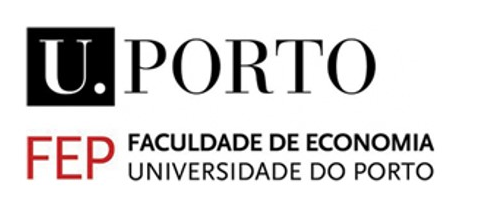 U. PORTO
FEP FACULDADE DE ECONOMIA
UNIVERSIDADE DO PORTO